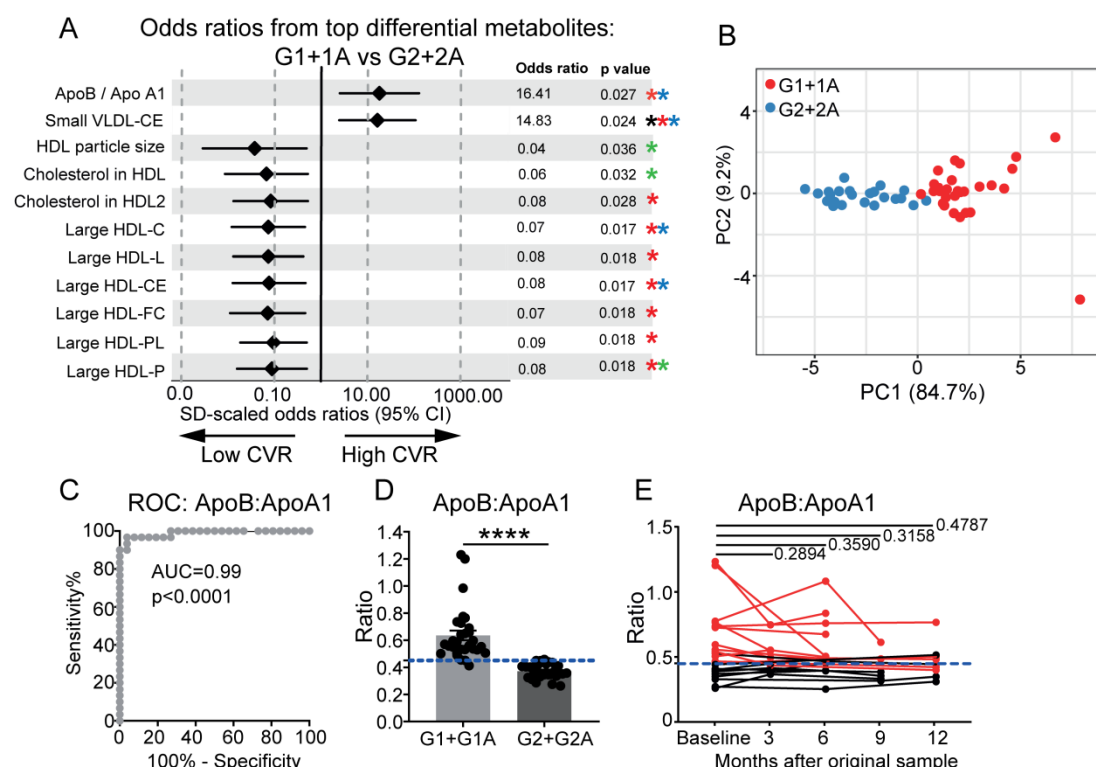 A
Odds ratios from top differential metabolites:
G1+1A vs G2+2A
Odds ratio p value
ApoB / Apo A1 16.41 0.027 **
Small VLDL-CE 14.83 0.024 ***
HDL particle size 0.04 0.036 *
Cholesterol in HDL 0.06 0.032 *
Cholesterol in HDL2 0.08 0.028 *
Large HDL-C 0.07 0.017 **
Large HDL-L 0.08 0.018 *
Large HDL-CE 0.08 0.017 **
Large HDL-FC 0.07 0.018 *
Large HDL-PL 0.09 0.018 *
Large HDL-P 0.08 0.018 **
0.0 0.10 10.00 1000.00
SD-scaled odds ratios (95% CI)
Low CVR High CVR
B
G1+1A
G2+2A
PC2 (9.2%)
4
0
-4
-5 0 5
PC1 (84.7%)
C
ROC: ApoB:ApoA1
Sensitivity%
100
80
60
40
20
0
AUC=0.99
p<0.0001
0 20 40 60 80 100
100% - Specificity
D
ApoB:ApoA1
Ratio
1.4
1.2
1.0
0.8
0.6
0.4
0.2
0.0
****
G1+G1A G2+G2A
E
ApoB:ApoA1
Ratio
1.5
1.0
0.5
0
0.4787
0.3158
0.3590
0.2894
Baseline 3 6 9 12
Months after original sample